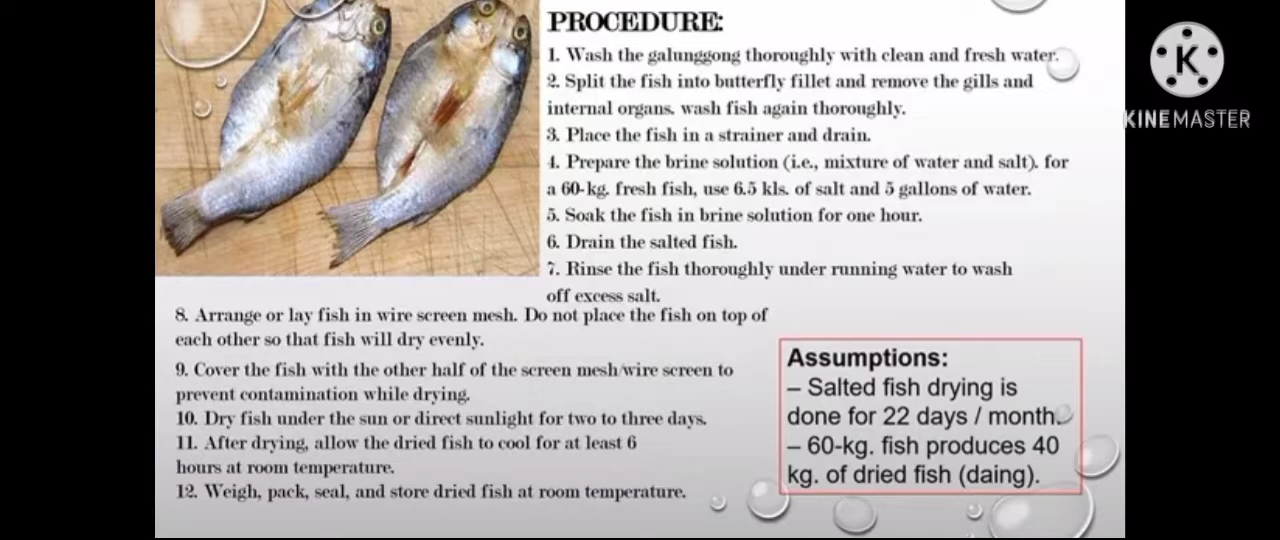 PROCEDURE:
1. Wash the galunggong thoroughly with clean and fresh water.
2. Split the fish into butterfly fillet and remove the gills and
internal organs. wash fish again thoroughly.
3. Place the fish in a strainer and drain.
4. Prepare the brine solution (i.e., mixture of water and salt). for
a 60-kg. fresh fish, use 6.5 kls. of salt and 5 gallons of water.
5. Soak the fish in brine solution for one hour.
6. Drain the salted fish.
7. Rinse the fish thoroughly under running water to wash
off excess salt.
8. Arrange or lay fish in wire screen mesh. Do not place the fish on top of
each other so that fish will dry evenly.
9. Cover the fish with the other half of the screen mesh/wire screen to
prevent contamination while drying.
10. Dry fish under the sun or direct sunlight for two to three days.
11. After drying, allow the dried fish to cool for at least 6
hours at room temperature.
12. Weigh, pack, seal, and store dried fish at room temperature.
Assumptions:
– Salted fish drying is
done for 22 days / month.
– 60-kg. fish produces 40
kg. of dried fish (daing).
K
KINEMASTER